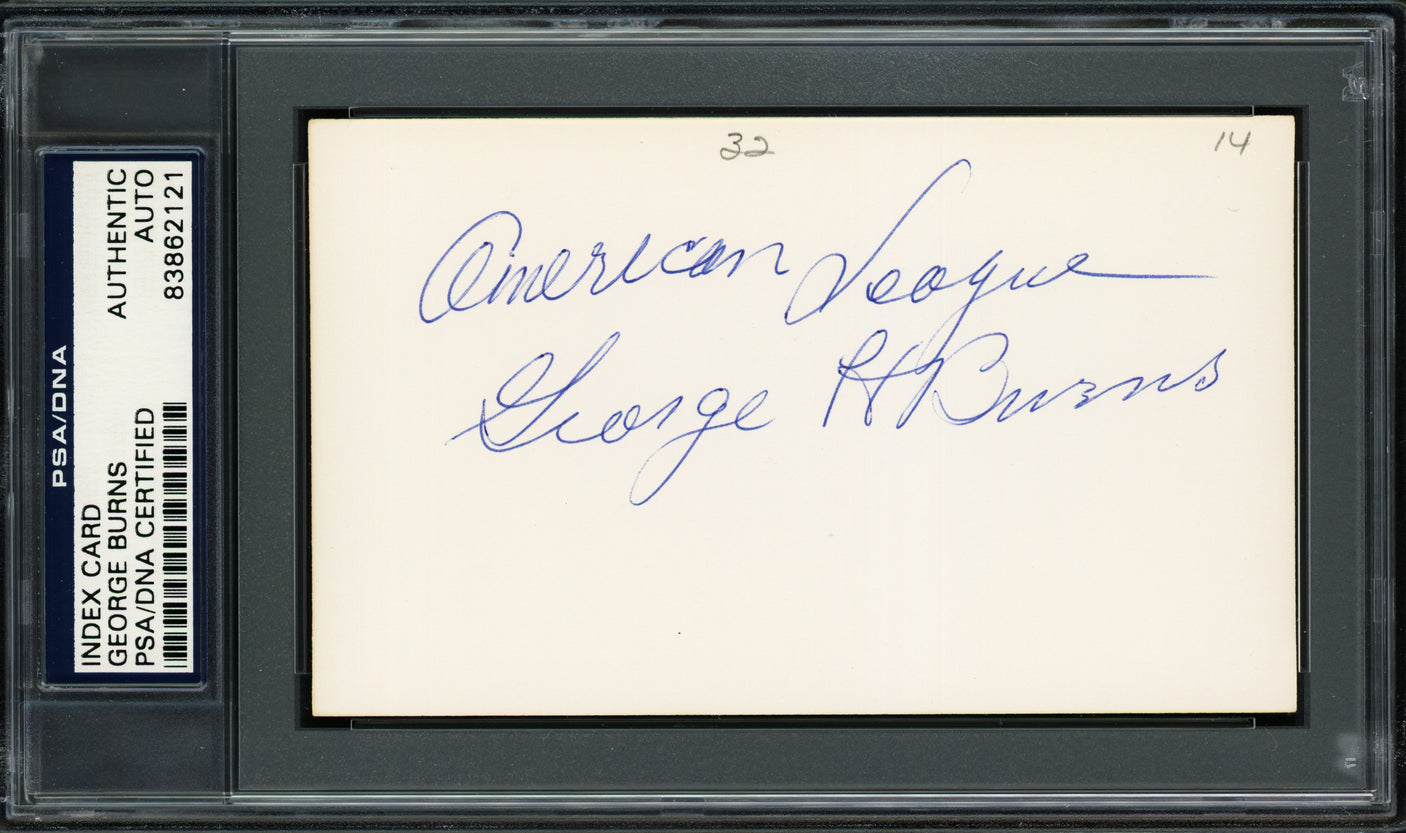 PSA/DNA
INDEX CARD
GEORGE BURNS
PSA/DNA CERTIFIED
AUTHENTIC
AUTO
83862121
32
14
American League
George H Burns